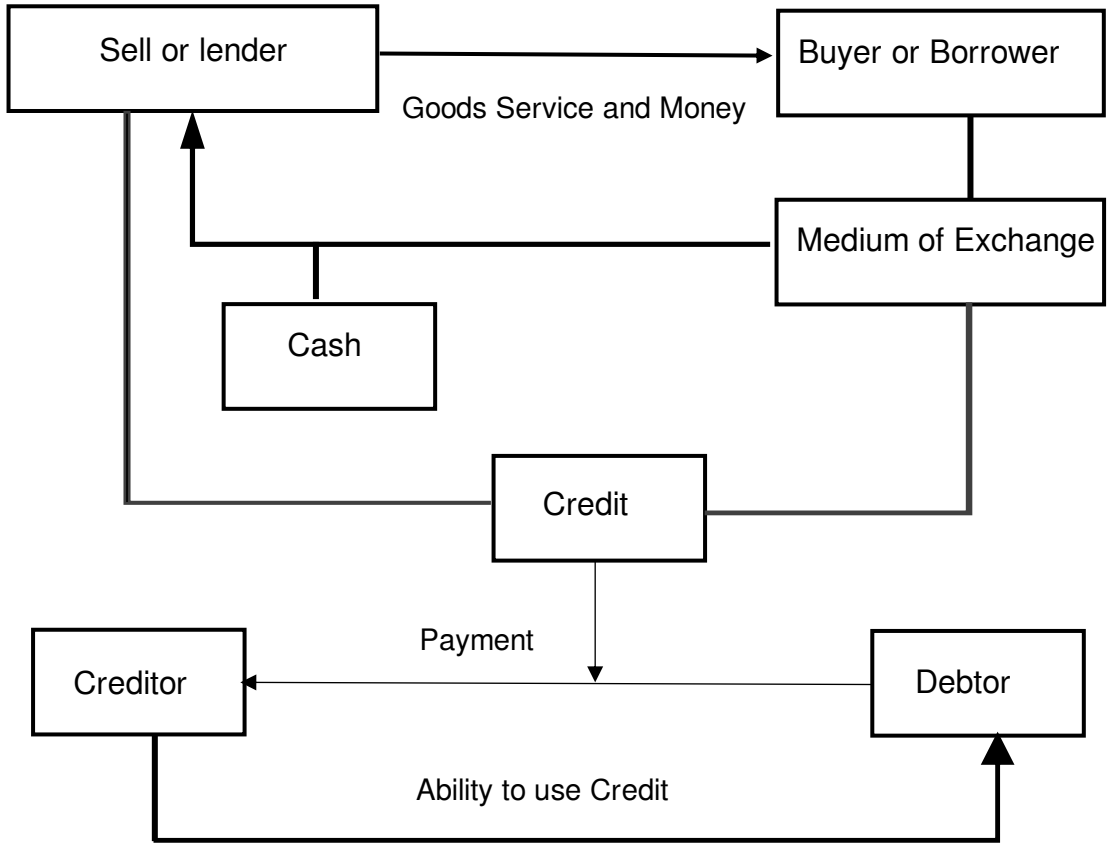 Sell or lender
Buyer or Borrower
Goods Service and Money
Medium of Exchange
Cash
Credit
Payment
Creditor
Debtor
Ability to use Credit